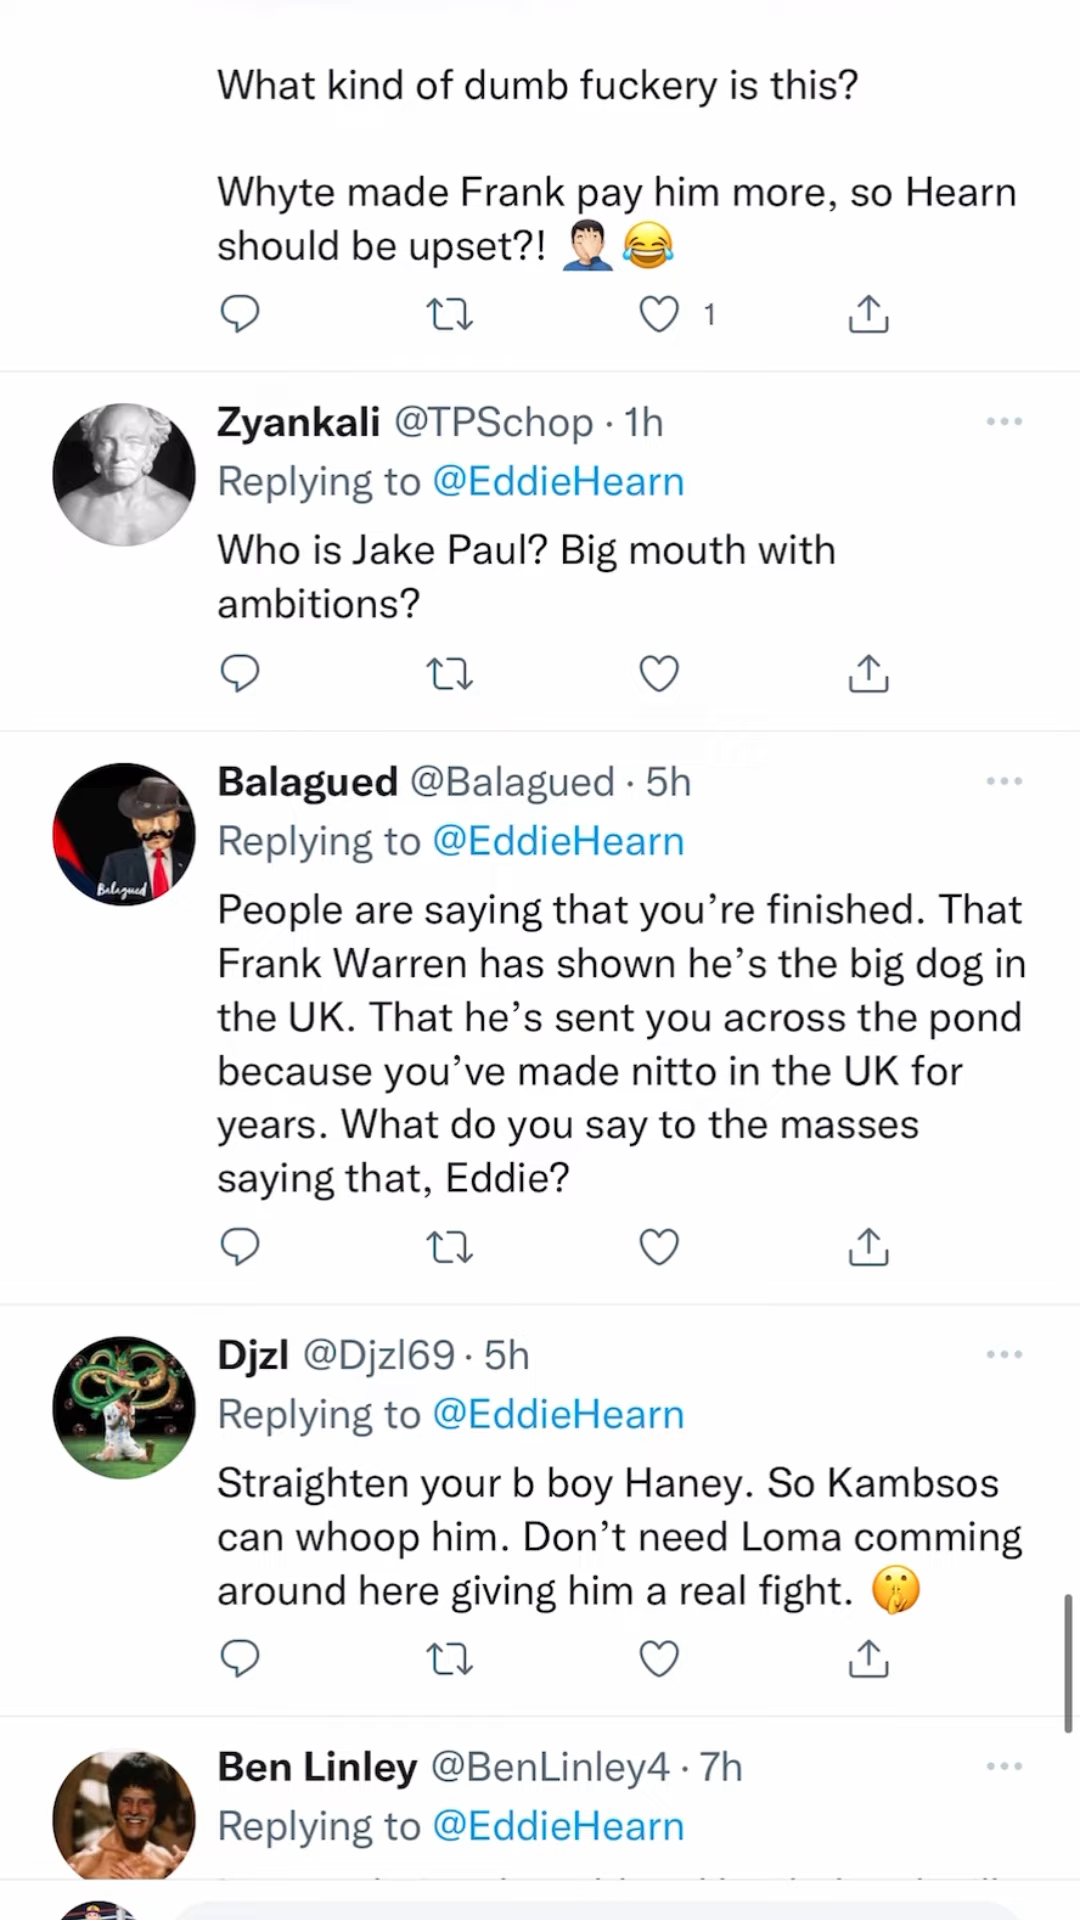 What kind of dumb fuckery is this?
Whyte made Frank pay him more, so Hearn
should be upset?! 🤦🏻‍♂️😂
1
Zyankali @TPSchop · 1h
Replying to @EddieHearn
Who is Jake Paul? Big mouth with
ambitions?
Balagued @Balagued · 5h
Replying to @EddieHearn
Balagued
People are saying that you’re finished. That
Frank Warren has shown he’s the big dog in
the UK. That he’s sent you across the pond
because you’ve made nitto in the UK for
years. What do you say to the masses
saying that, Eddie?
Djzl @Djzl69 · 5h
Replying to @EddieHearn
Straighten your b boy Haney. So Kambsos
can whoop him. Don’t need Loma comming
around here giving him a real fight. 🤫
Ben Linley @BenLinley4 · 7h
Replying to @EddieHearn